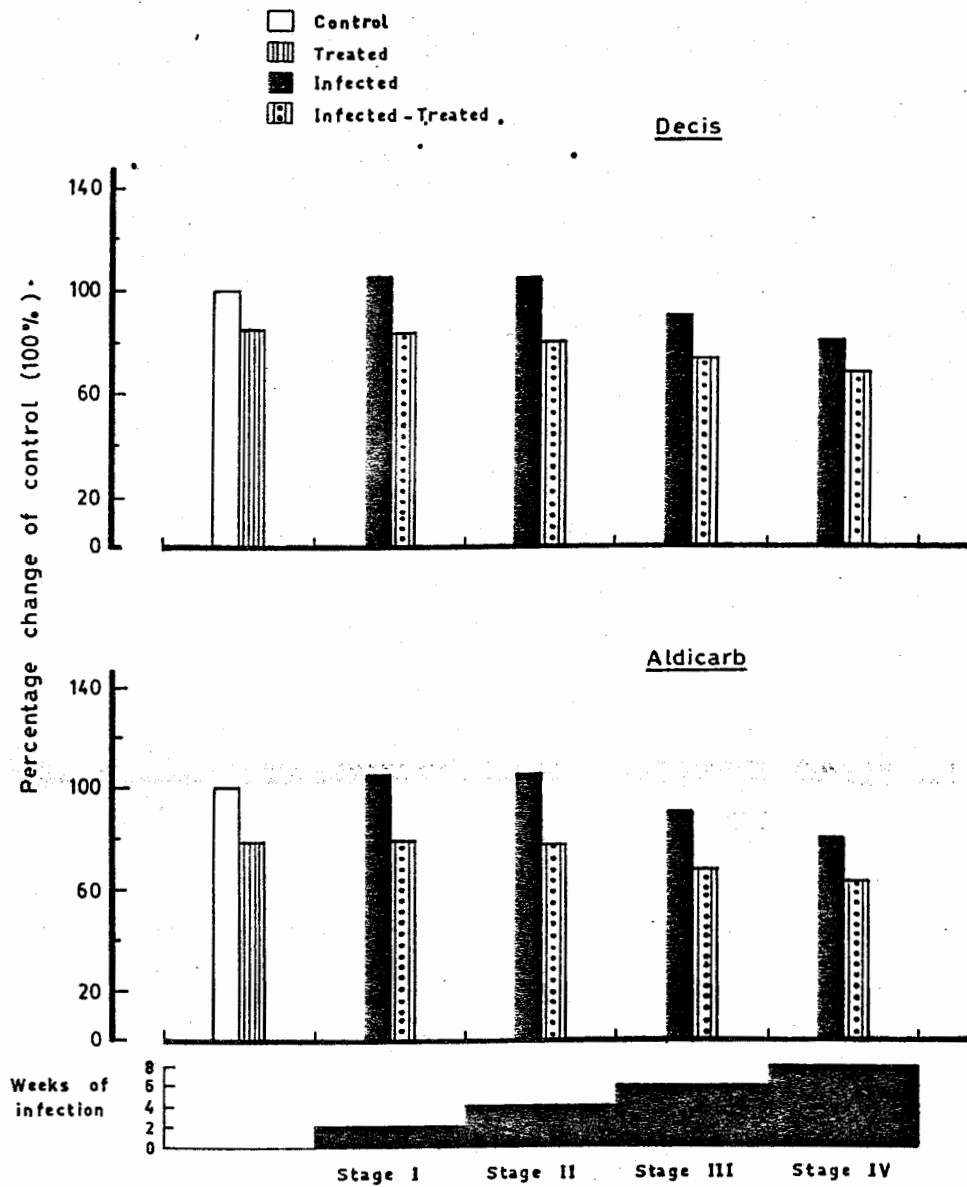 Control
Treated
Infected
Infected-Treated
Decis
Percentage change of control (100%).
140
100
60
20
0
Aldicarb
140
100
60
20
0
Weeks of
infection
8
6
4
2
0
Stage I
Stage II
Stage III
Stage IV